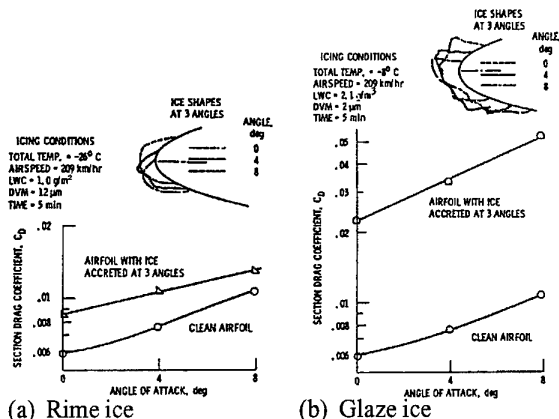 ICE SHAPES
AT 3 ANGLES
ANGLE,
deg
0
4
8
ICING CONDITIONS
TOTAL TEMP. = -26° C
AIRSPEED = 209 km/hr
LWC = 1.0 g/m²
DVM = 12 μm
TIME = 5 min
SECTION DRAG COEFFICIENT, C_D
.02
.01
.008
.006
AIRFOIL WITH ICE
ACCRETED AT 3 ANGLES
CLEAN AIRFOIL
0
4
8
ANGLE OF ATTACK, deg
(a) Rime ice
ICE SHAPES
AT 3 ANGLES
ANGLE,
deg
0
4
8
ICING CONDITIONS
TOTAL TEMP. = -8° C
AIRSPEED = 209 km/hr
LWC = 2.1 g/m³
DVM = 2 μm
TIME = 5 min
SECTION DRAG COEFFICIENT, C_D
.05
.04
.03
.02
.01
.008
.006
AIRFOIL WITH ICE
ACCRETED AT 3 ANGLES
CLEAN AIRFOIL
0
4
8
ANGLE OF ATTACK, deg
(b) Glaze ice